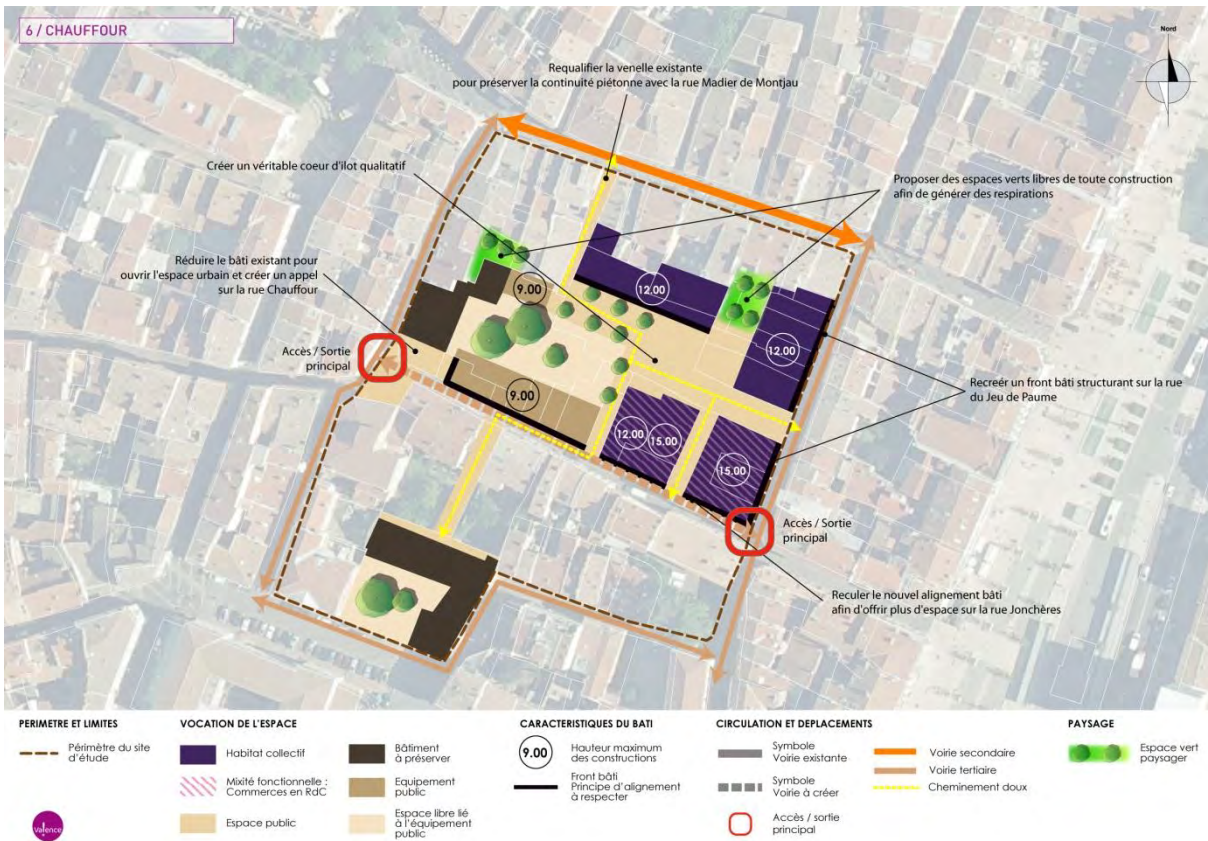 6 / CHAUFFOUR
Nord
Requalifier la venelle existante
pour préserver la continuité piétonne avec la rue Madier de Montjau
Créer un véritable coeur d'ilot qualitatif
Proposer des espaces verts libres de toute construction
afin de générer des respirations
Réduire le bâti existant pour
ouvrir l'espace urbain et créer un appel
sur la rue Chauffour
9.00
12.00
12.00
Accès / Sortie
principal
9.00
Recreér un front bâti structurant sur la rue
du Jeu de Paume
12.00
15.00
15.00
Accès / Sortie
principal
Reculer le nouvel alignement bâti
afin d'offrir plus d'espace sur la rue Jonchères
PERIMETRE ET LIMITES
Périmètre du site
d'étude
VOCATION DE L'ESPACE
Habitat collectif
Mixité fonctionnelle :
Commerces en RdC
Espace public
Bâtiment
à préserver
Equipement
public
Espace libre lié
à l'équipement
public
CARACTERISTIQUES DU BATI
9.00
Hauteur maximum
des constructions
Front bâti
Principe d'alignement
à respecter
CIRCULATION ET DEPLACEMENTS
Symbole
Voirie existante
Symbole
Voirie à créer
Accès / sortie
principal
Voirie secondaire
Voirie tertiaire
Cheminement doux
PAYSAGE
Espace vert
paysager
Valence